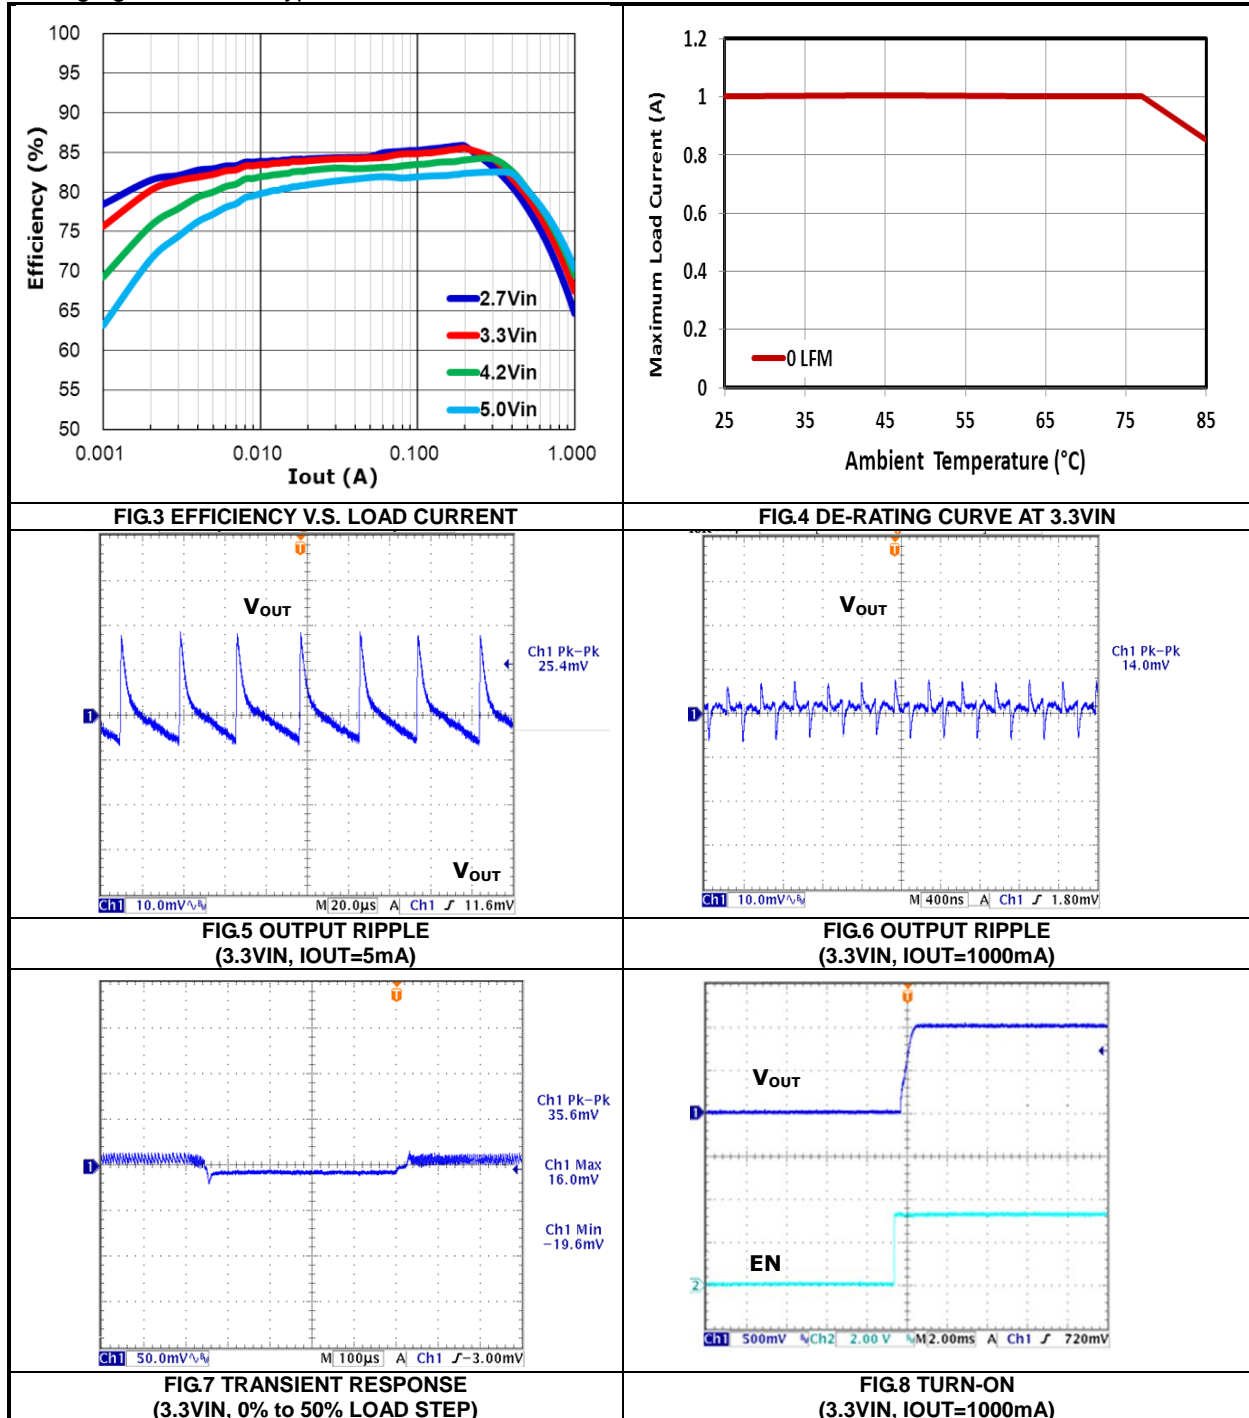 100
95
90
85
80
75
70
65
60
55
50
Efficiency (%)
2.7Vin
3.3Vin
4.2Vin
5.0Vin
0.001
0.010
0.100
1.000
Iout (A)
1.2
1
0.8
0.6
0.4
0.2
0
Maximum Load Current (A)
0 LFM
25
35
45
55
65
75
85
Ambient Temperature (°C)
FIG.3 EFFICIENCY V.S. LOAD CURRENT
FIG.4 DE-RATING CURVE AT 3.3VIN
T
VOUT
Ch1 Pk-Pk
25.4mV
1
VOUT
Ch1 10.0mV M 20.0µs A Ch1 11.6mV
T
VOUT
Ch1 Pk-Pk
14.0mV
1
Ch1 10.0mV M 400ns A Ch1 1.80mV
FIG.5 OUTPUT RIPPLE
(3.3VIN, IOUT=5mA)
FIG.6 OUTPUT RIPPLE
(3.3VIN, IOUT=1000mA)
T
Ch1 Pk-Pk
35.6mV
1
Ch1 Max
16.0mV
Ch1 Min
-19.6mV
Ch1 50.0mV M 100µs A Ch1 -3.00mV
T
VOUT
1
EN
2
Ch1 500mV Ch2 2.00 V M 2.00ms A Ch1 720mV
FIG.7 TRANSIENT RESPONSE
(3.3VIN, 0% to 50% LOAD STEP)
FIG.8 TURN-ON
(3.3VIN, IOUT=1000mA)